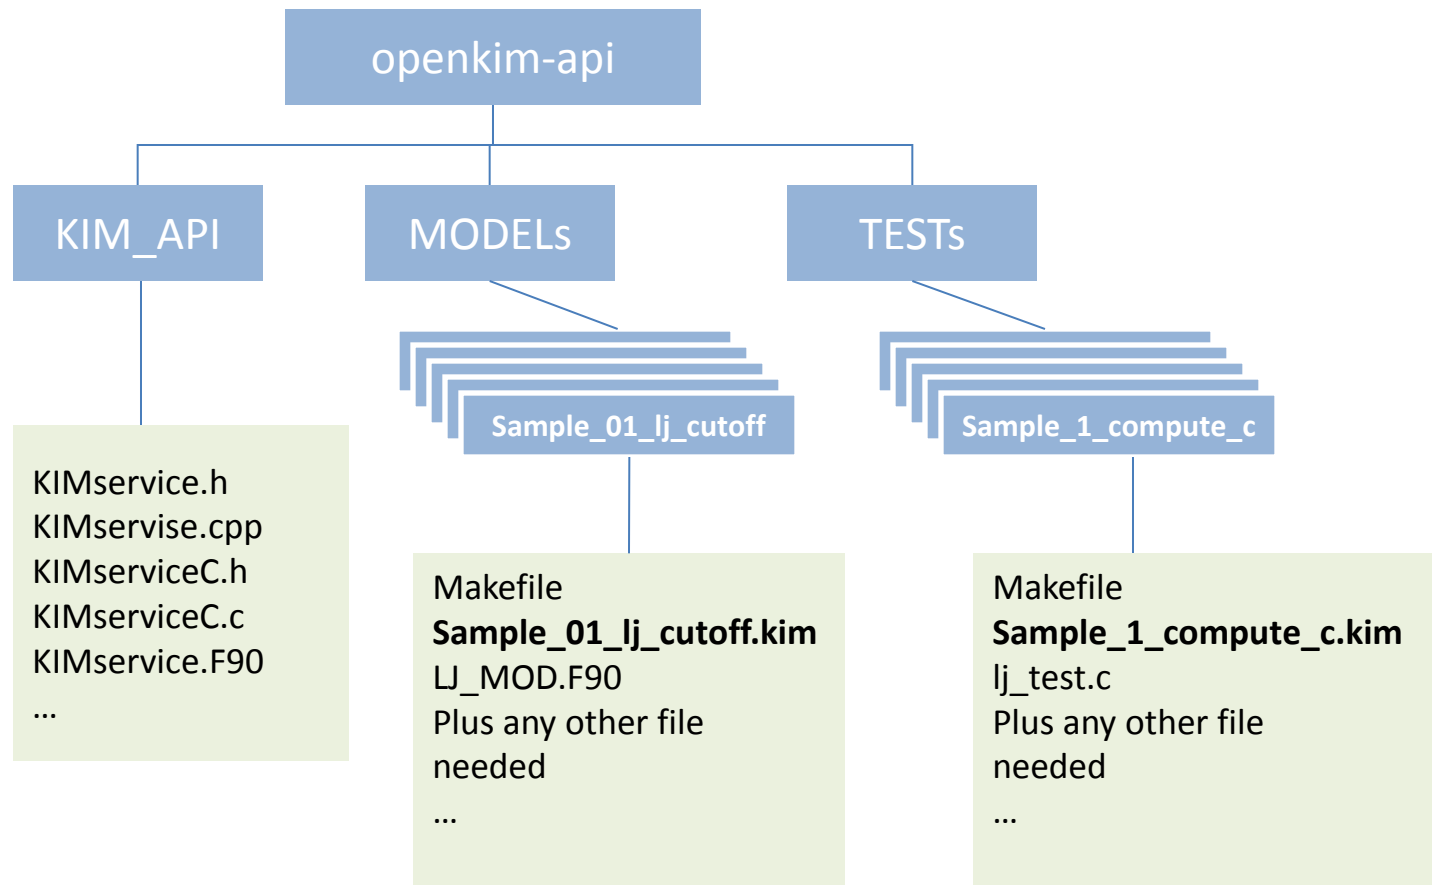 openkim-api
KIM_API
MODELs
TESTs
Sample_01_lj_cutoff
Sample_1_compute_c
KIMservice.h
KIMservise.cpp
KIMserviceC.h
KIMserviceC.c
KIMservice.F90
…
Makefile
Sample_01_lj_cutoff.kim
LJ_MOD.F90
Plus any other file
needed
…
Makefile
Sample_1_compute_c.kim
lj_test.c
Plus any other file
needed
…